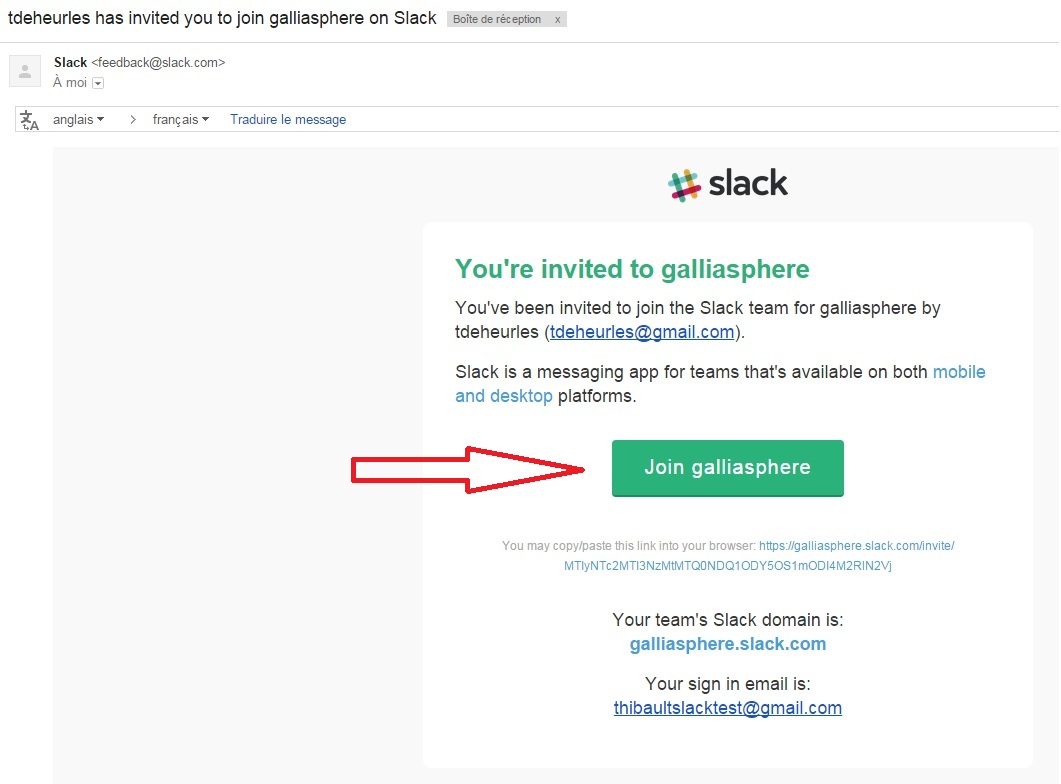 tdeheurles has invited you to join galliasphere on Slack Boîte de réception x
Slack <feedback@slack.com>
À moi
anglais > français Traduire le message
slack
You're invited to galliasphere
You've been invited to join the Slack team for galliasphere by
tdeheurles (tdeheurles@gmail.com).
Slack is a messaging app for teams that's available on both mobile
and desktop platforms.
Join galliasphere
You may copy/paste this link into your browser: https://galliasphere.slack.com/invite/
MTIyNTc2MTI3NzMtMTQ0NDQ1ODY5OS1mODI4M2RlN2Vj
Your team's Slack domain is:
galliasphere.slack.com
Your sign in email is:
thibaultslacktest@gmail.com